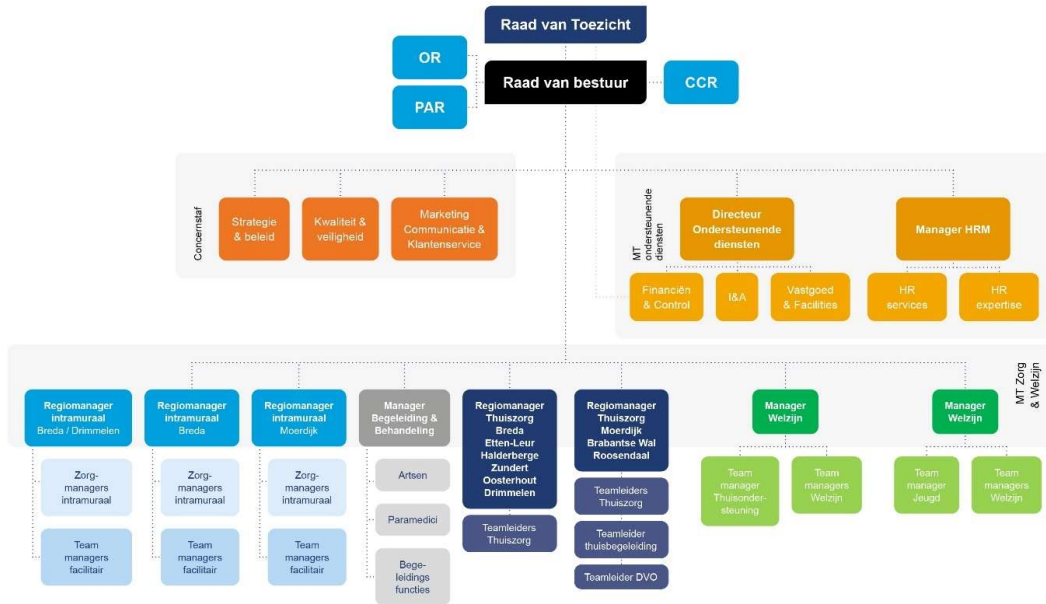 Raad van Toezicht
OR
Raad van bestuur
CCR
PAR
Concernstaf
Strategie
& beleid
Kwaliteit &
veiligheid
Marketing
Communicatie &
Klantenservice
MT
ondersteunende
diensten
Directeur
Ondersteunende
diensten
Manager HRM
Financiën
& Control
I&A
Vastgoed
& Facilities
HR
services
HR
expertise
MT Zorg
& Welzijn
Regiomanager
intramuraal
Breda / Drimmelen
Zorg-
managers
intramuraal
Team
managers
facilitair
Regiomanager
intramuraal
Breda
Zorg-
managers
intramuraal
Team
managers
facilitair
Regiomanager
intramuraal
Moerdijk
Zorg-
managers
intramuraal
Team
managers
facilitair
Manager
Begeleiding &
Behandeling
Artsen
Paramedici
Bege-
leidings
functies
Regiomanager
Thuiszorg
Breda
Etten-Leur
Halderberge
Zundert
Oosterhout
Drimmelen
Teamleiders
Thuiszorg
Regiomanager
Thuiszorg
Moerdijk
Brabantse Wal
Roosendaal
Teamleiders
Thuiszorg
Teamleider
thuisbegeleiding
Teamleider DVO
Manager
Welzijn
Team
manager
Thuisonder-
steuning
Team
managers
Welzijn
Manager
Welzijn
Team
manager
Jeugd
Team
managers
Welzijn